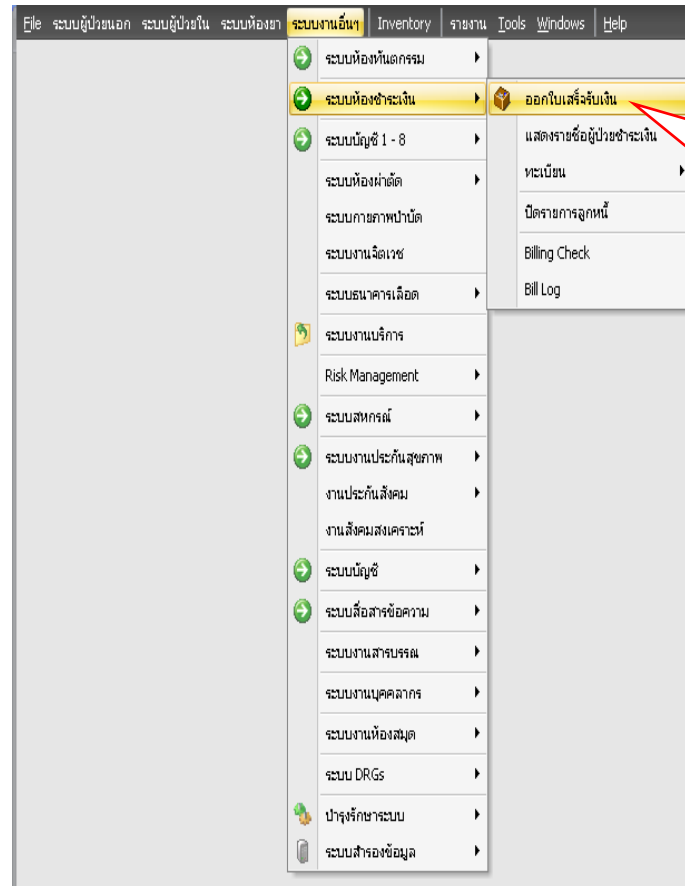 File ระบบผู้ป่วยนอก ระบบผู้ป่วยใน ระบบห้องยา ระบบงานอื่นๆ Inventory รายงาน Tools Windows Help
ระบบห้องทันตกรรม
ระบบห้องชำระเงิน
ระบบบัญชี 1 - 8
ระบบห้องผ่าตัด
ระบบกายภาพบำบัด
ระบบงานจิตเวช
ระบบธนาคารเลือด
ระบบงานบริการ
Risk Management
ระบบสหกรณ์
ระบบงานประกันสุขภาพ
งานประกันสังคม
งานสังคมสงเคราะห์
ระบบบัญชี
ระบบสื่อสารข้อความ
ระบบงานสารบรรณ
ระบบงานบุคคลากร
ระบบงานห้องสมุด
ระบบ DRGs
บำรุงรักษาระบบ
ระบบสำรองข้อมูล
ออกใบเสร็จรับเงิน
แสดงรายชื่อผู้ป่วยชำระเงิน
ทะเบียน
ปิดรายการลูกหนี้
Billing Check
Bill Log